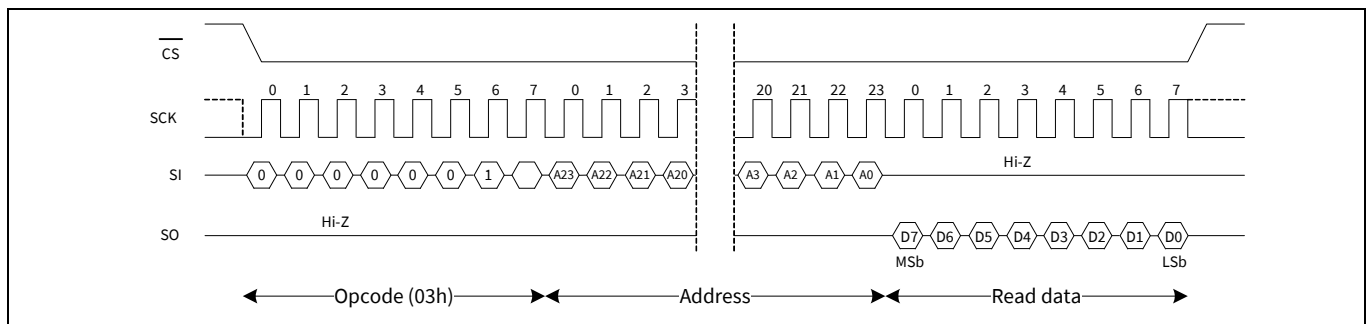 CS
0 1 2 3 4 5 6 7 0 1 2 3 20 21 22 23 0 1 2 3 4 5 6 7
SCK
Hi-Z
SI 0 0 0 0 0 0 1 A23 A22 A21 A20 A3 A2 A1 A0
Hi-Z
SO D7 D6 D5 D4 D3 D2 D1 D0
MSb LSb
Opcode (03h) Address Read data